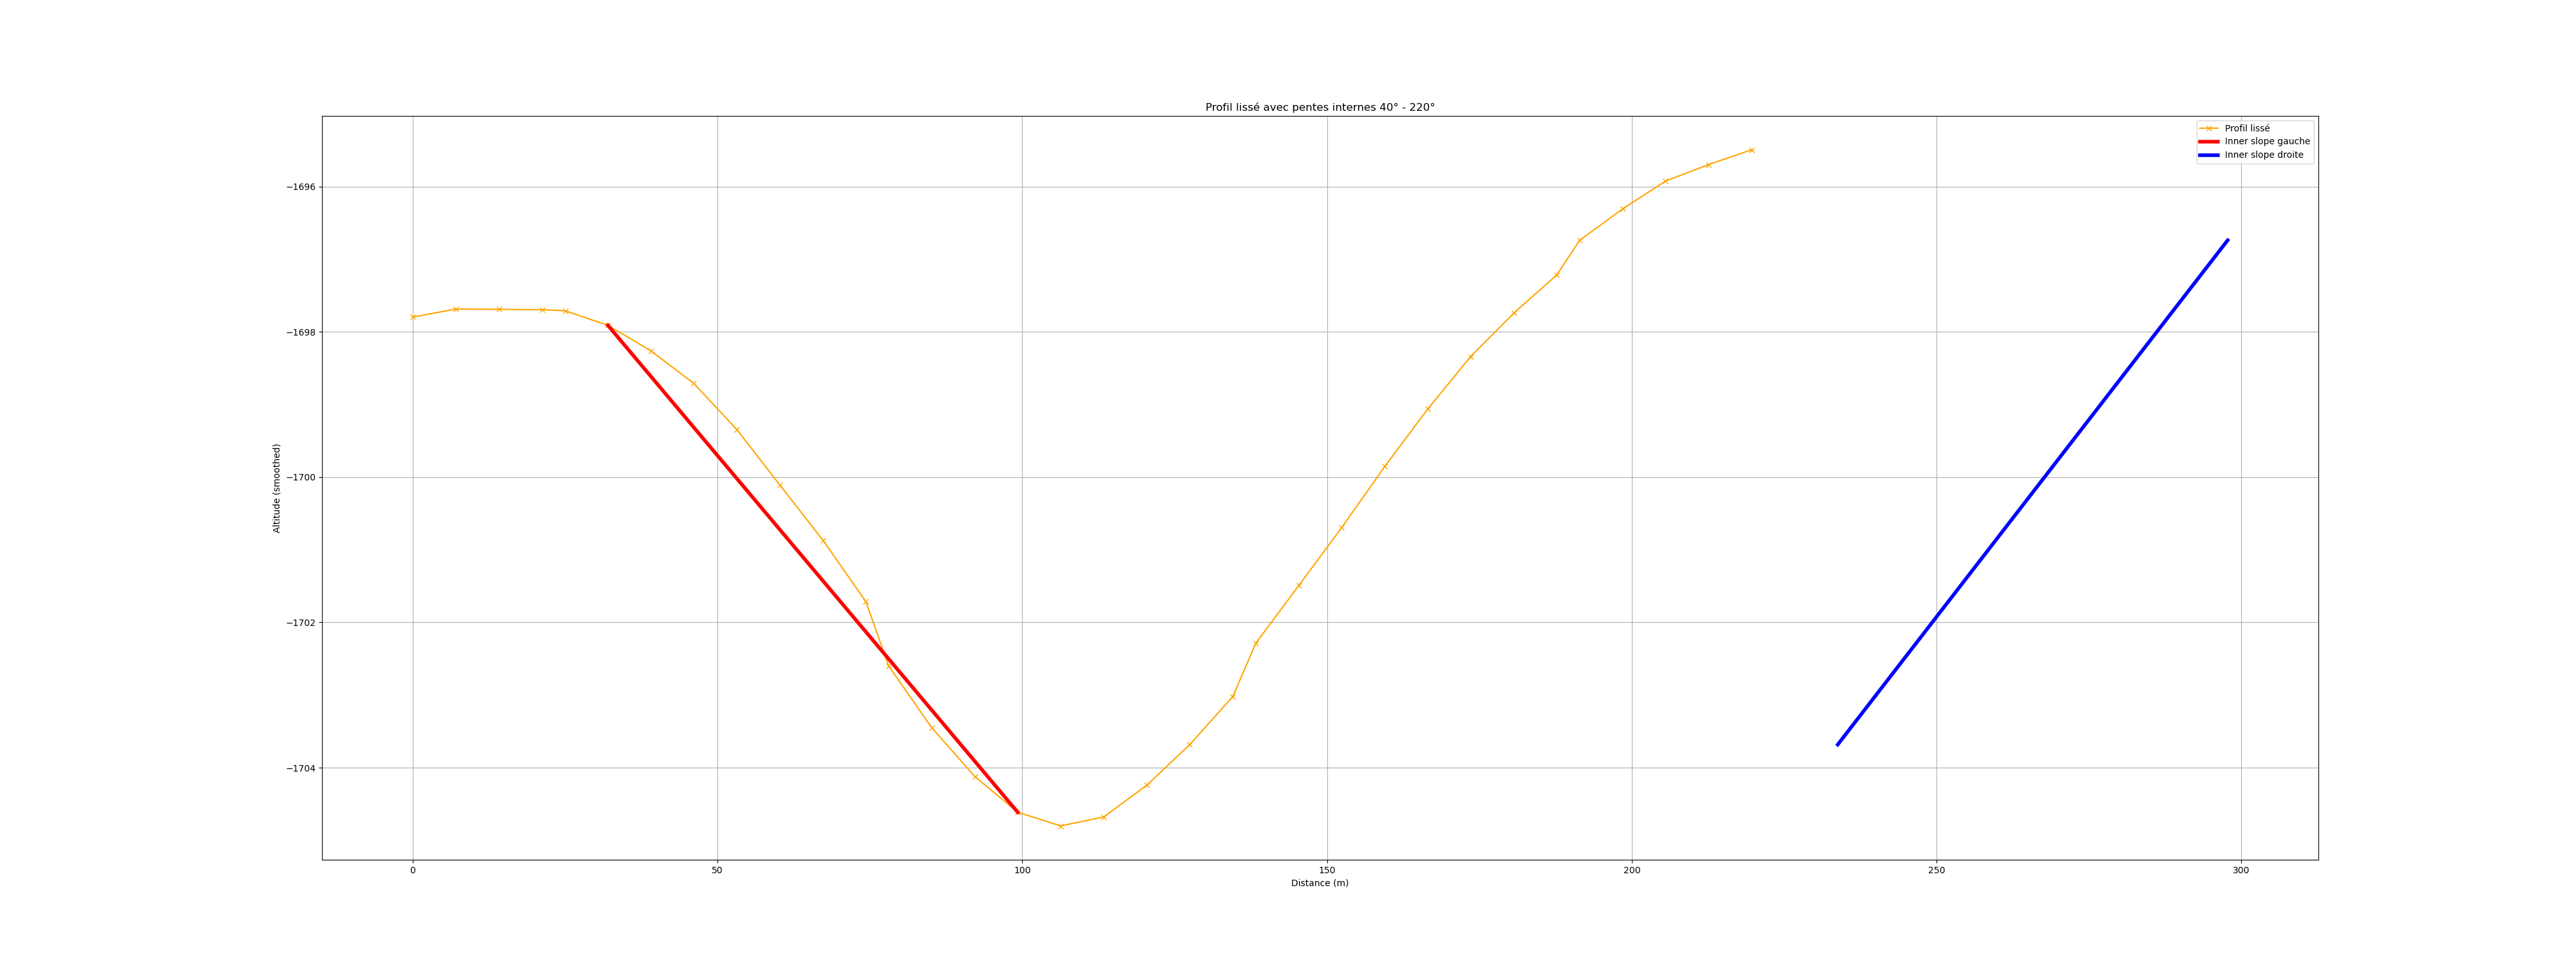 Profil lissé avec pentes internes 40° - 220°
Profil lissé
Inner slope gauche
Inner slope droite
Altitude (smoothed)
−1696
−1698
−1700
−1702
−1704
0 50 100 150 200 250 300
Distance (m)